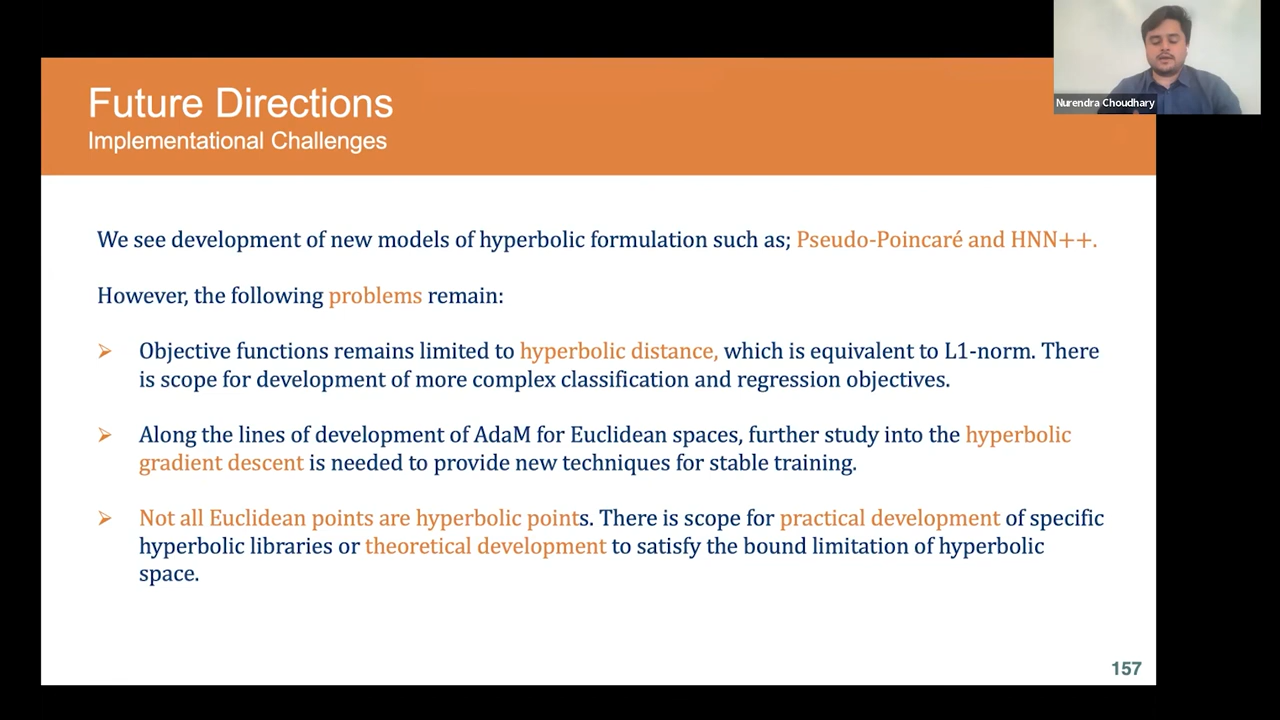 Future Directions
Implementational Challenges
Nurendra Choudhary
We see development of new models of hyperbolic formulation such as; Pseudo-Poincaré and HNN++.
However, the following problems remain:
➢ Objective functions remains limited to hyperbolic distance, which is equivalent to L1-norm. There
is scope for development of more complex classification and regression objectives.
➢ Along the lines of development of AdaM for Euclidean spaces, further study into the hyperbolic
gradient descent is needed to provide new techniques for stable training.
➢ Not all Euclidean points are hyperbolic points. There is scope for practical development of specific
hyperbolic libraries or theoretical development to satisfy the bound limitation of hyperbolic
space.
157